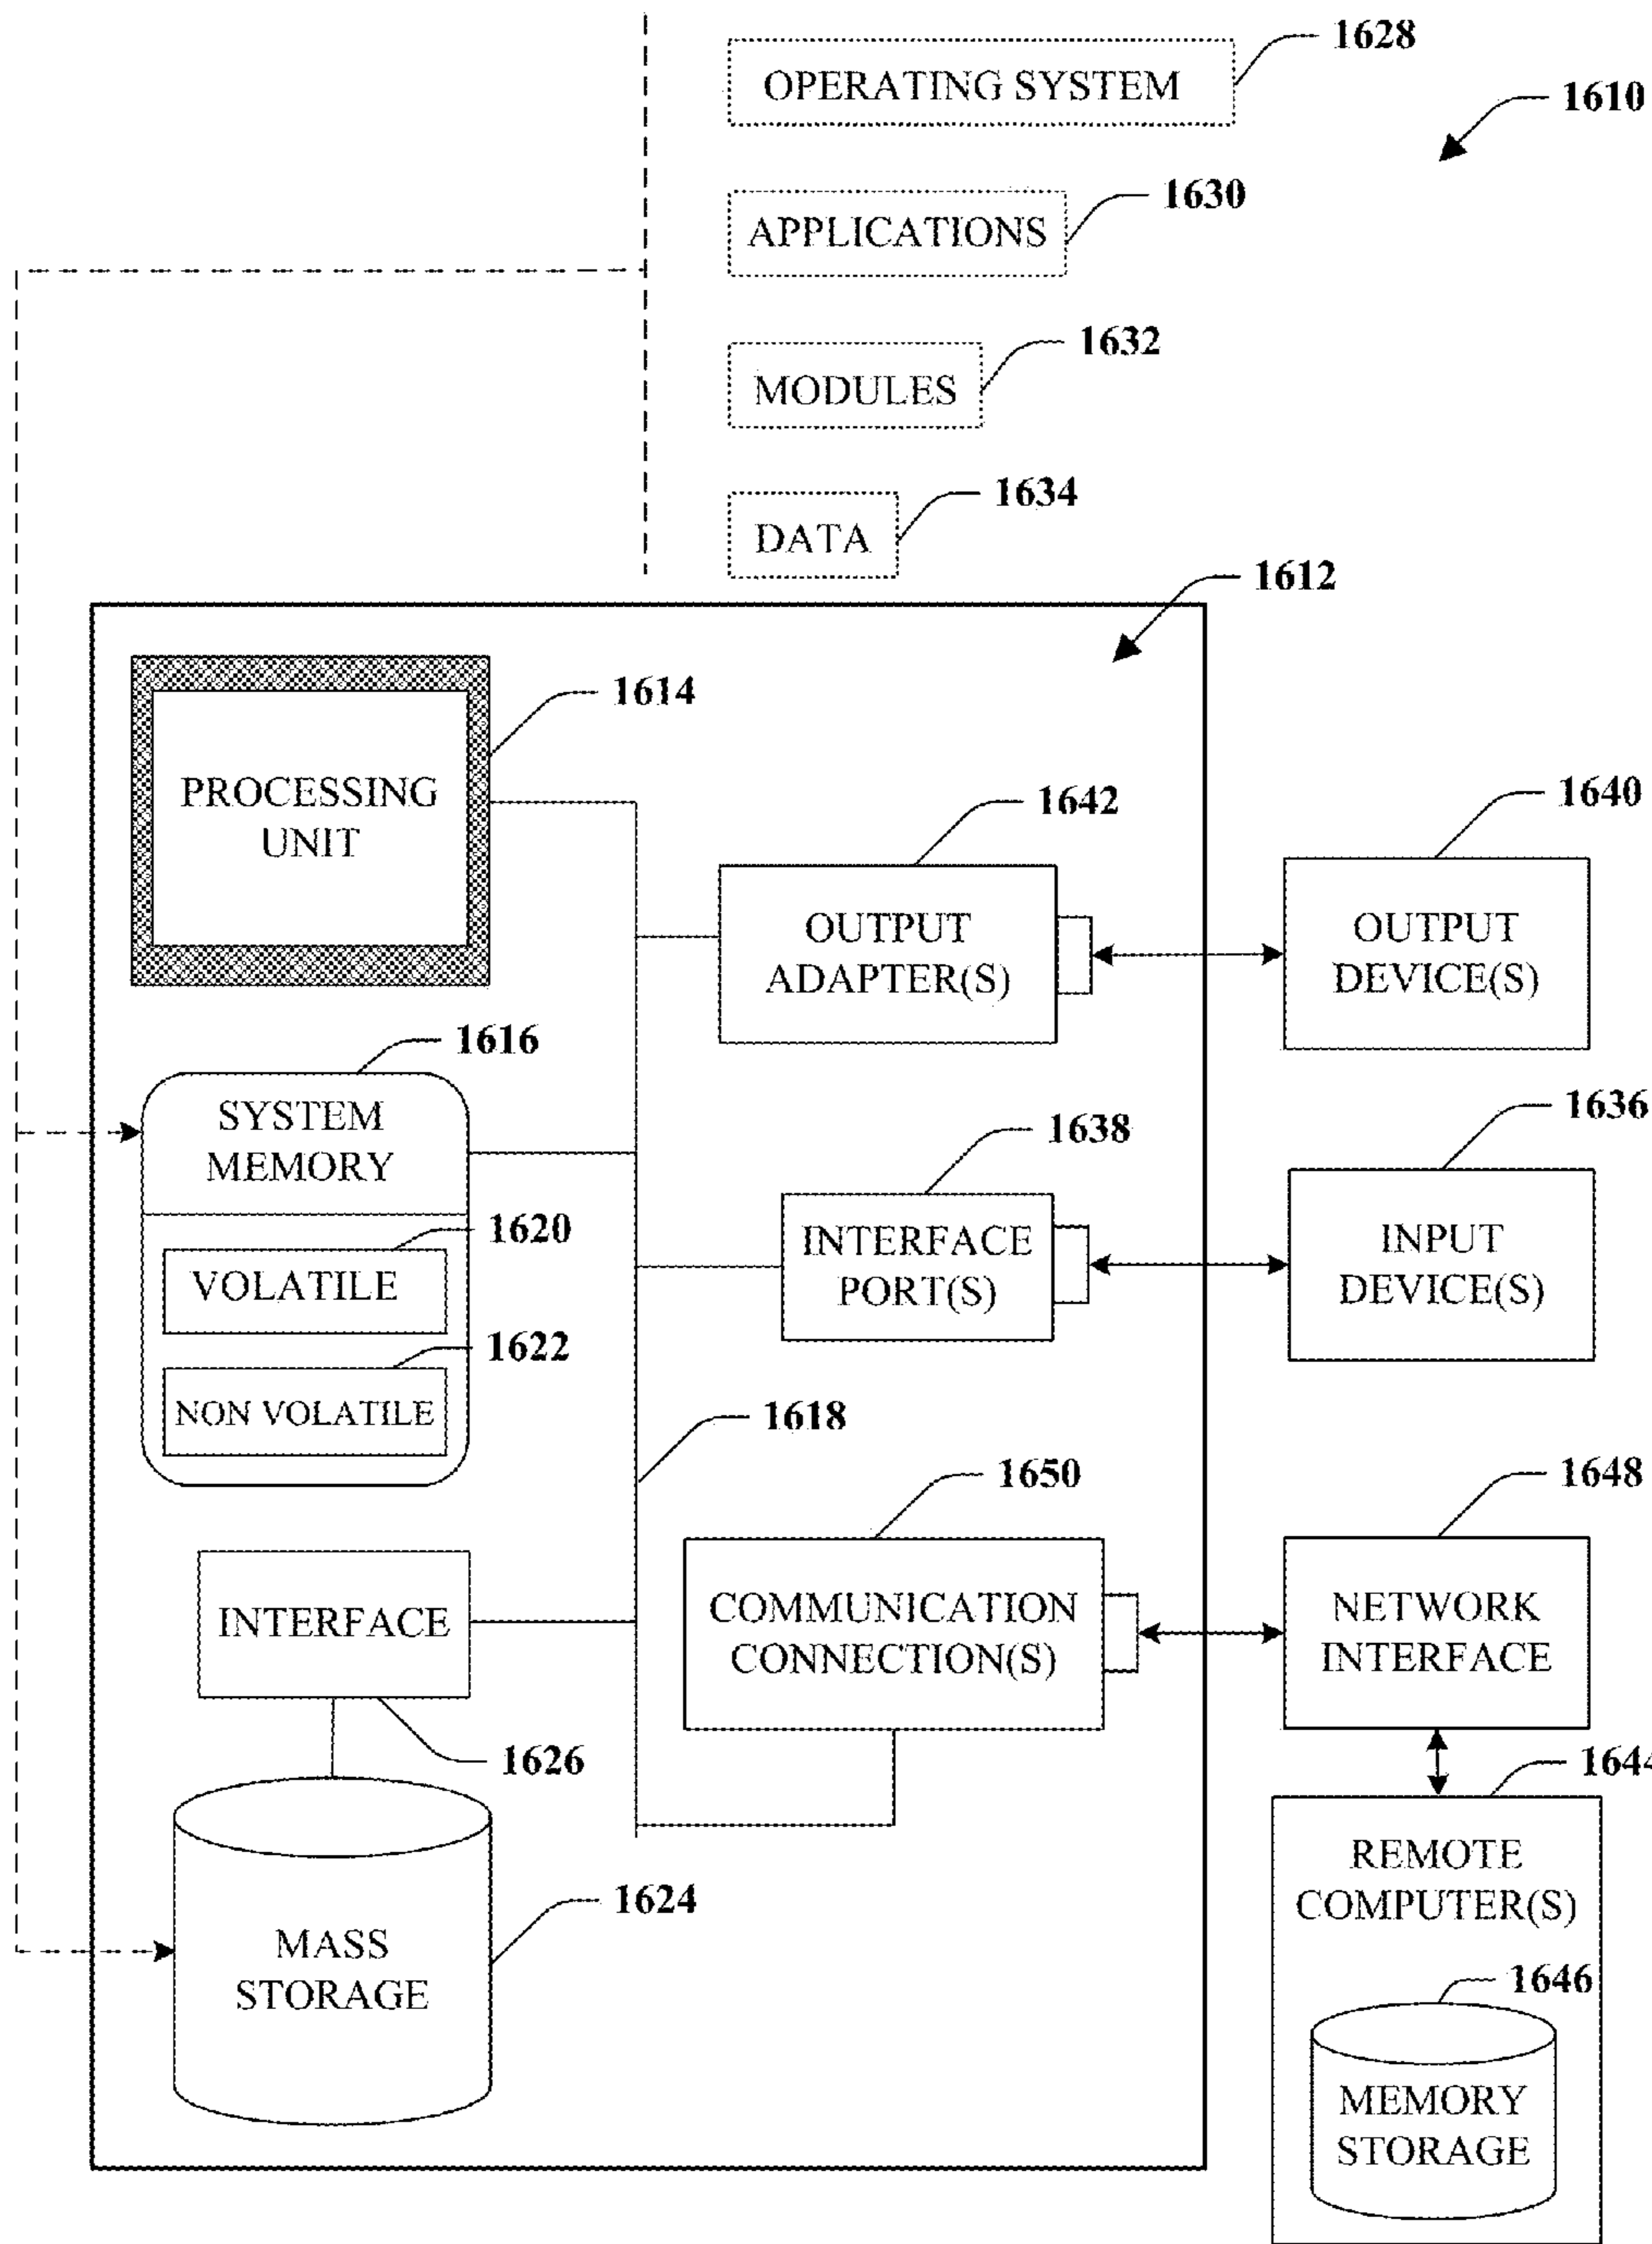 1628
OPERATING SYSTEM
1610
1630
APPLICATIONS
1632
MODULES
1634
DATA
1612
1614
PROCESSING
UNIT
1642
OUTPUT
ADAPTER(S)
1640
OUTPUT
DEVICE(S)
1616
SYSTEM
MEMORY
1620
VOLATILE
1622
NON VOLATILE
1638
INTERFACE
PORT(S)
1636
INPUT
DEVICE(S)
1618
1650
COMMUNICATION
CONNECTION(S)
1648
NETWORK
INTERFACE
INTERFACE
1626
1624
MASS
STORAGE
1644
REMOTE
COMPUTER(S)
1646
MEMORY
STORAGE